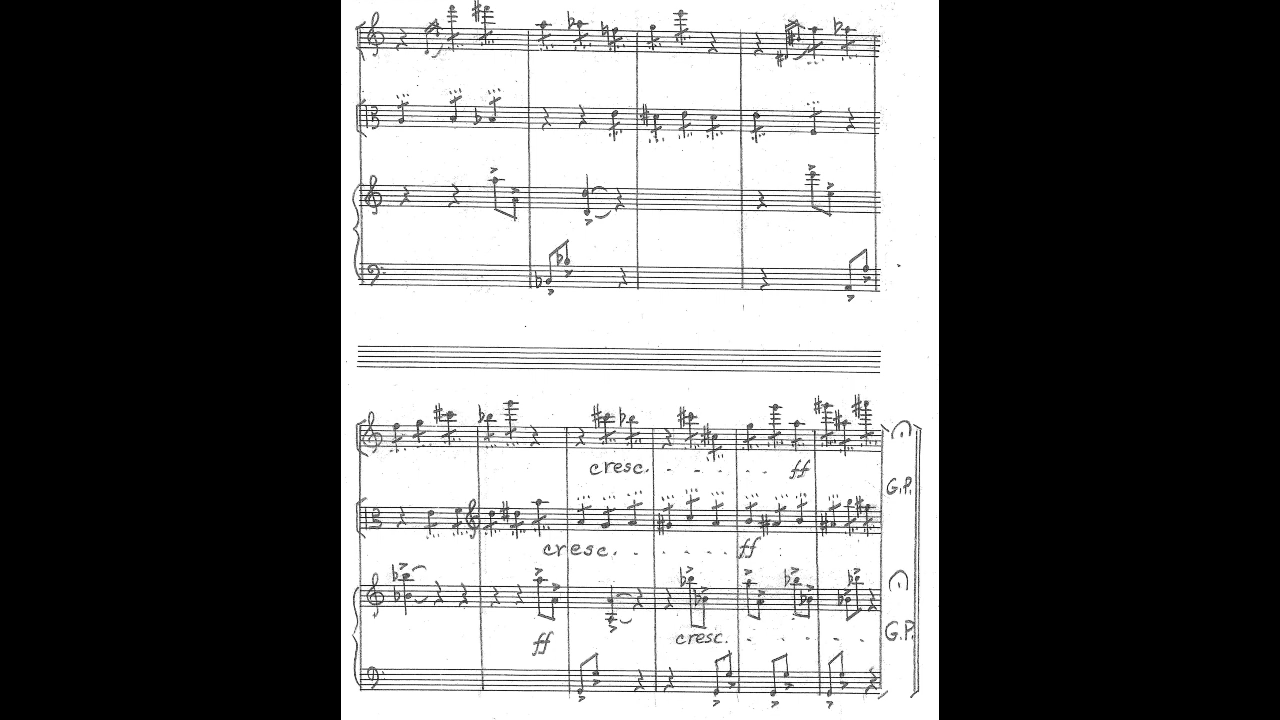 cresc. - - - - - ff
G.P.
cresc. - - - - - ff
ff cresc. - - - - -
G.P.